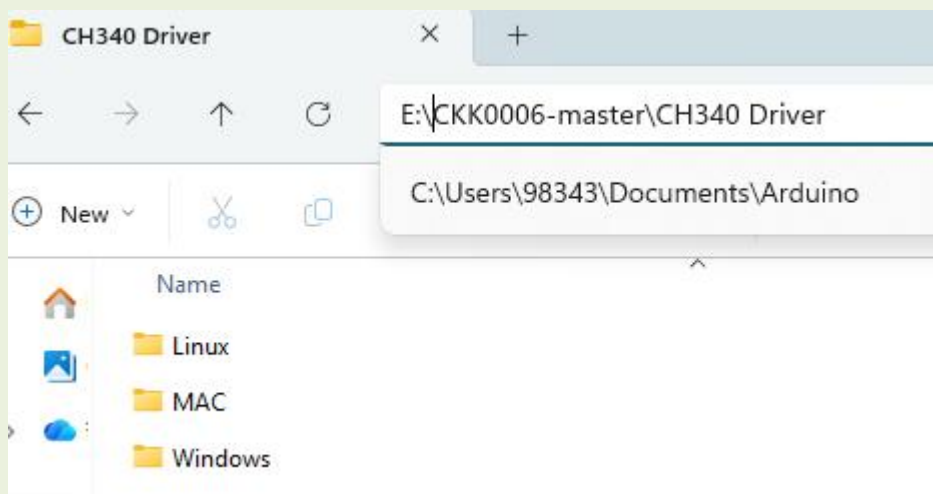 CH340 Driver
E:\CKK0006-master\CH340 Driver
C:\Users\98343\Documents\Arduino
New
Name
Linux
MAC
Windows